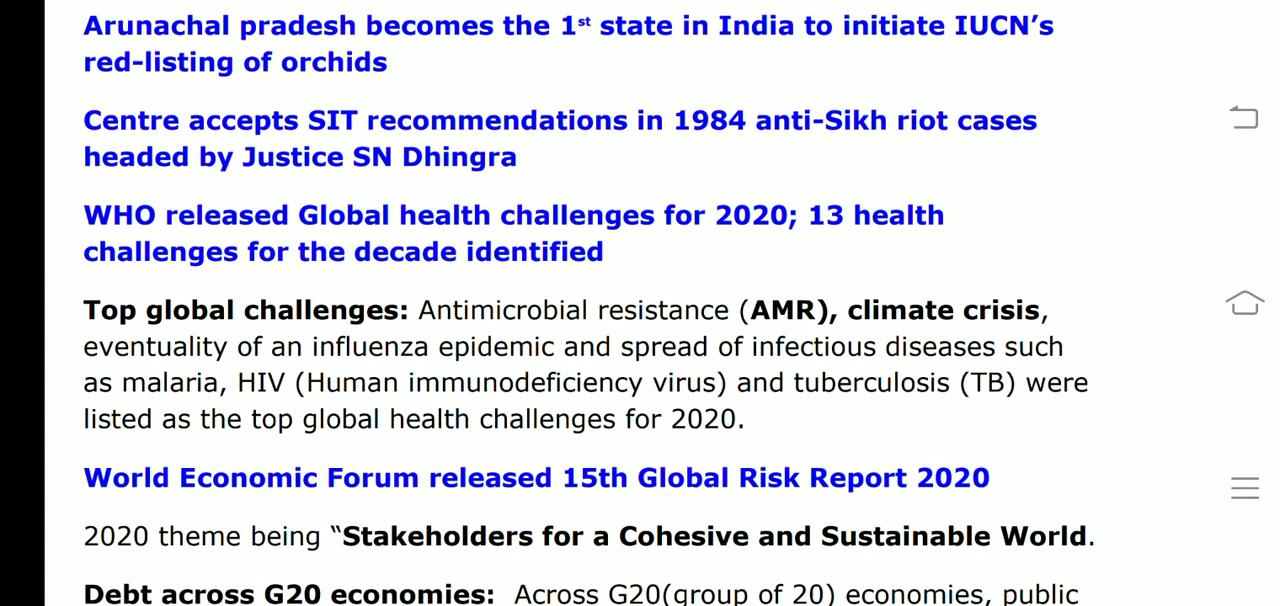 Arunachal pradesh becomes the 1st state in India to initiate IUCN’s
red-listing of orchids
Centre accepts SIT recommendations in 1984 anti-Sikh riot cases
headed by Justice SN Dhingra
WHO released Global health challenges for 2020; 13 health
challenges for the decade identified
Top global challenges: Antimicrobial resistance (AMR), climate crisis,
eventuality of an influenza epidemic and spread of infectious diseases such
as malaria, HIV (Human immunodeficiency virus) and tuberculosis (TB) were
listed as the top global health challenges for 2020.
World Economic Forum released 15th Global Risk Report 2020
2020 theme being “Stakeholders for a Cohesive and Sustainable World.
Debt across G20 economies: Across G20(group of 20) economies, public